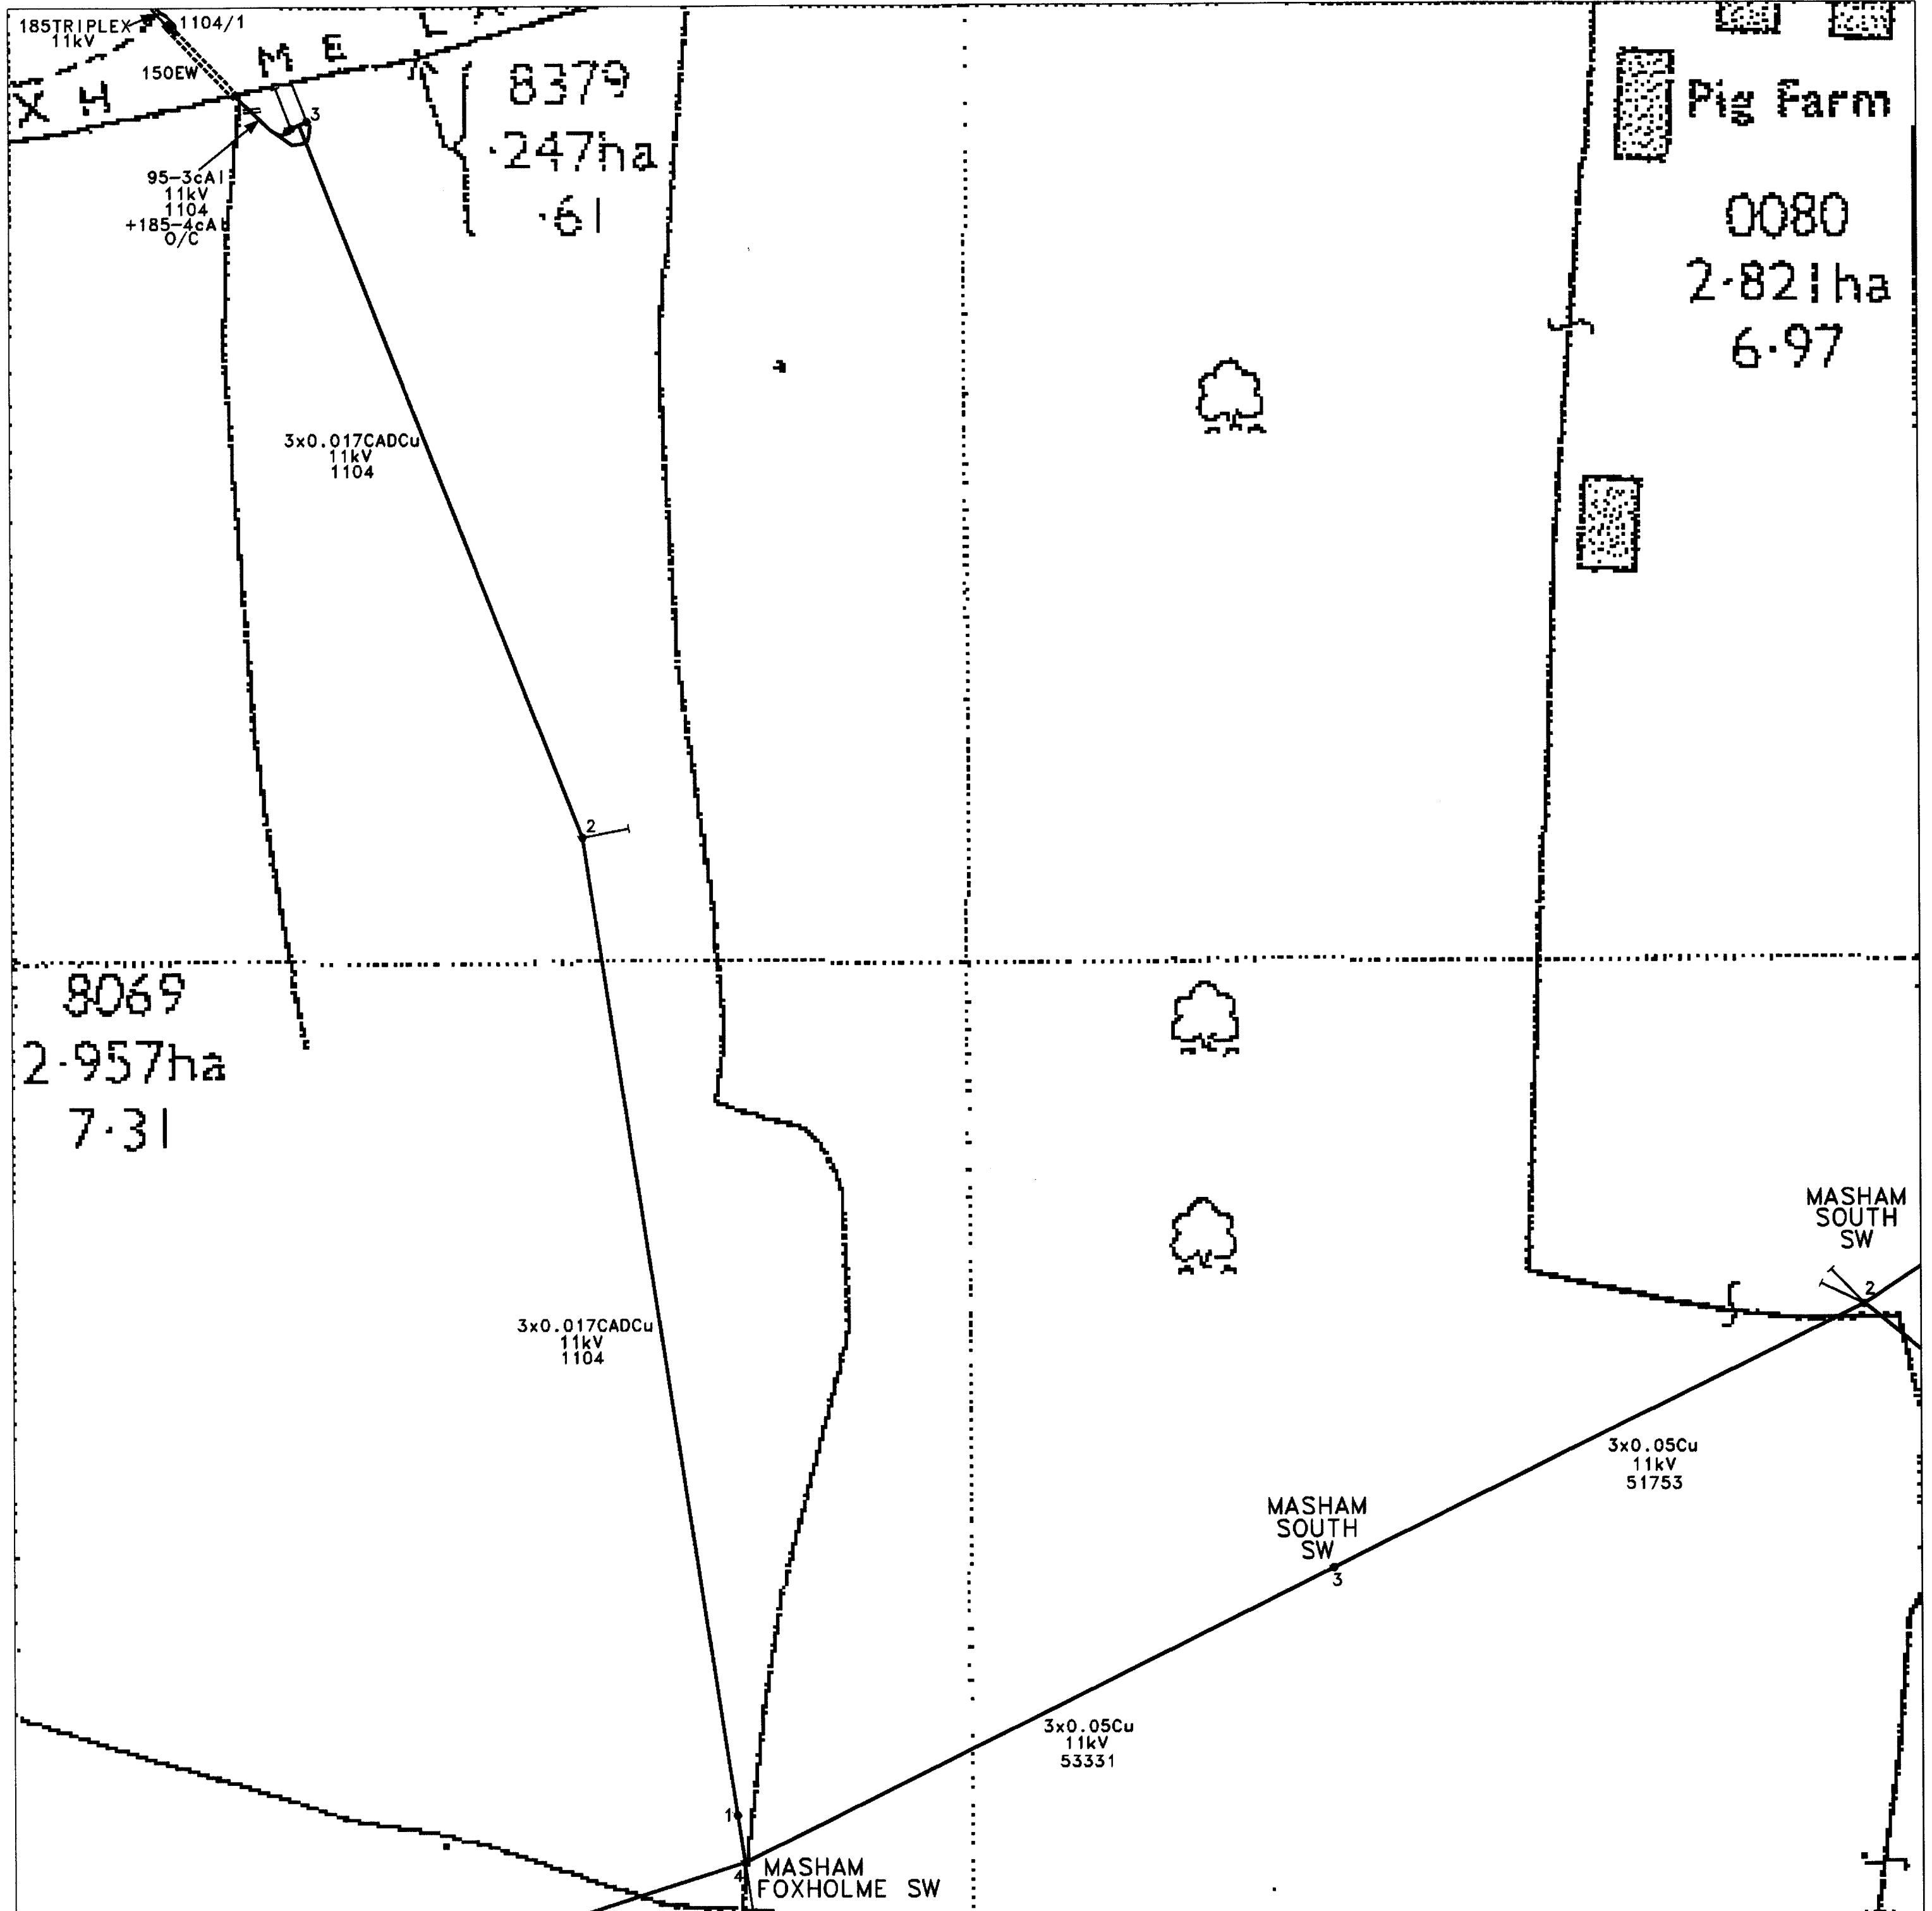 185TRIPLEX
11kV
1104/1
150EW
X H M E L
3
95-3cAl
11kV
1104
+185-4cAl
O/C
8379
·247ha
·61
Pig Farm
0080
2·821ha
6·97
3x0.017CADCu
11kV
1104
2
8069
2·957ha
7·31
MASHAM
SOUTH
SW
2
3x0.017CADCu
11kV
1104
3x0.05Cu
11kV
51753
MASHAM
SOUTH
SW
3
3x0.05Cu
11kV
53331
1
4
MASHAM
FOXHOLME SW